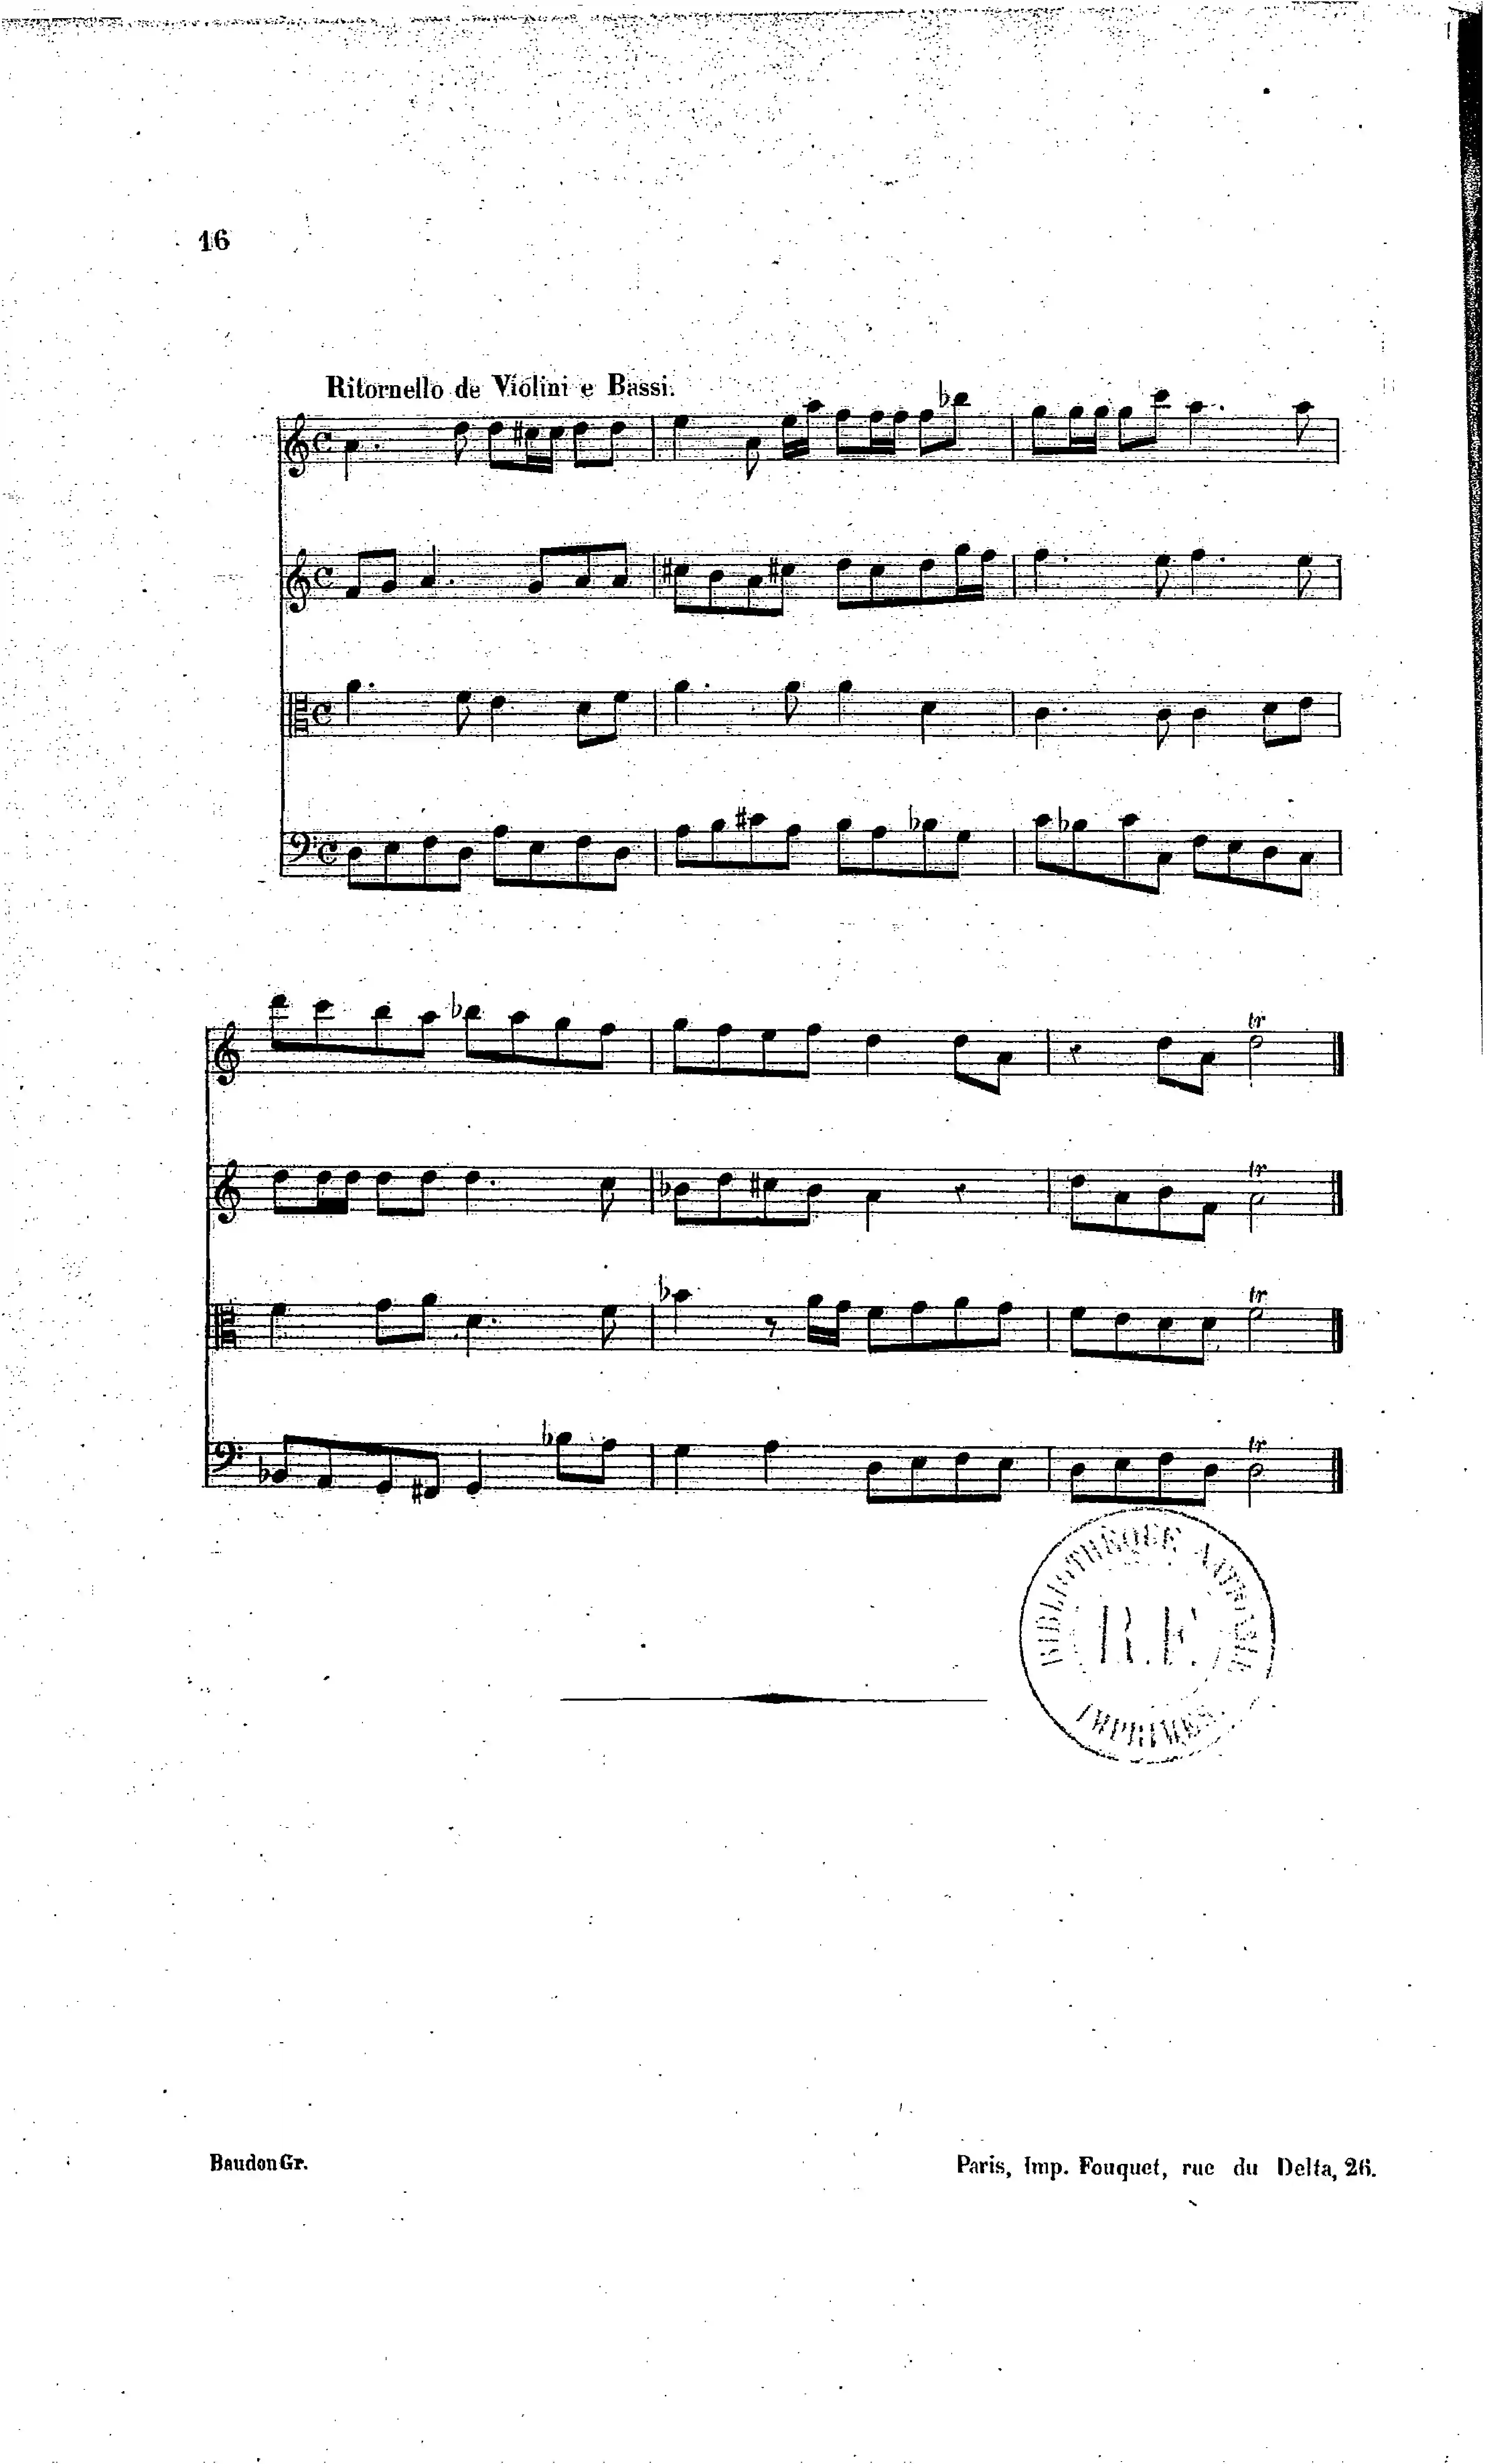 16
Ritornello de Violini e Bassi.
tr
tr
tr
tr
BIBLIOTHÈQUE NATIONALE
R.F.
IMPRIMÉS.
Baudon Gr.
Paris, Imp. Fouquet, rue du Delta, 26.